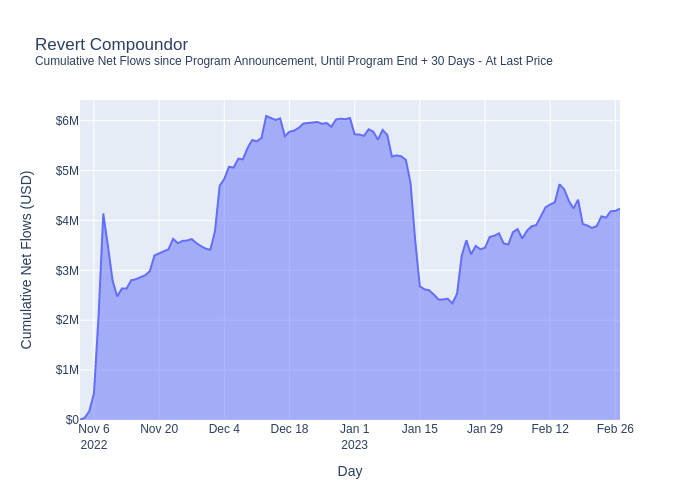 Revert Compoundor
Cumulative Net Flows since Program Announcement, Until Program End + 30 Days - At Last Price
Cumulative Net Flows (USD)
$6M
$5M
$4M
$3M
$2M
$1M
$0
Nov 6 Nov 20 Dec 4 Dec 18 Jan 1 Jan 15 Jan 29 Feb 12 Feb 26
2022 2023
Day